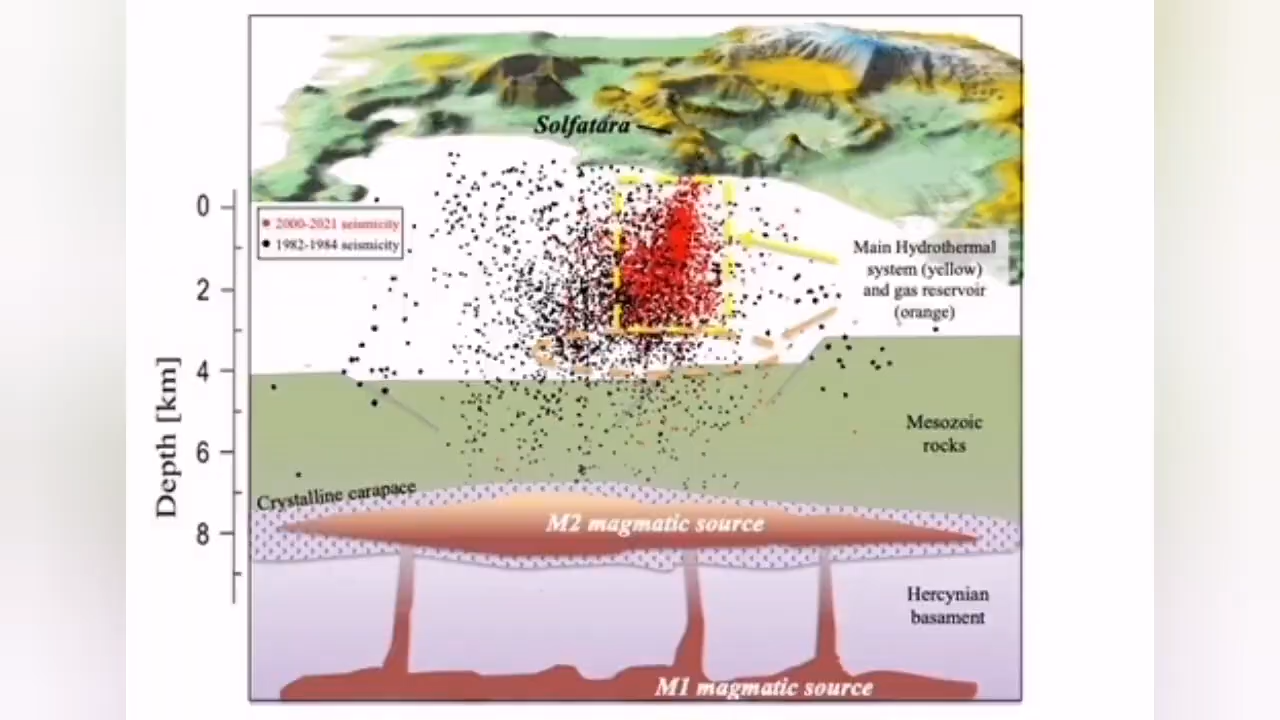 Solfatara
0
2000-2021 seismicity
1982-1984 seismicity
Main Hydrothermal
system (yellow)
and gas reservoir
(orange)
2
4
Depth [km]
Mesozoic
rocks
6
Crystalline carapace
M2 magmatic source
8
Hercynian
basament
M1 magmatic source